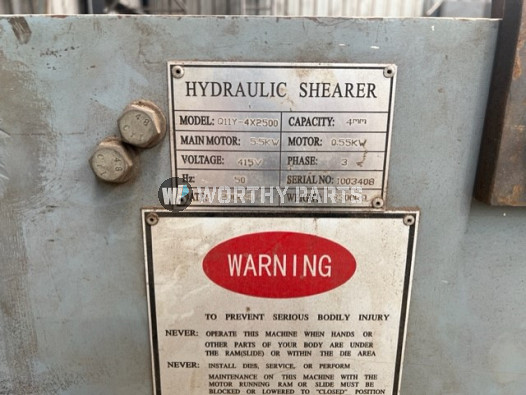 HYDRAULIC SHEARER
MODEL: Q11Y-4X2500 CAPACITY: 4mm
MAIN MOTOR: 5.5KW MOTOR: 0.55KW
VOLTAGE: 415V PHASE: 3
Hz: 50 SERIAL NO: 1003408
WORTHY PARTS
WARNING
TO PREVENT SERIOUS BODILY INJURY
NEVER: OPERATE THIS MACHINE WHEN HANDS OR
OTHER PARTS OF YOUR BODY ARE UNDER
THE RAM(SLIDE) OR WITHIN THE DIE AREA
NEVER: INSTALL DIES, SERVICE, OR PERFORM
MAINTENANCE ON THIS MACHINE WITH THE
MOTOR RUNNING RAM OR SLIDE MUST BE
BLOCKED OR LOWERED TO "CLOSED" POSITION